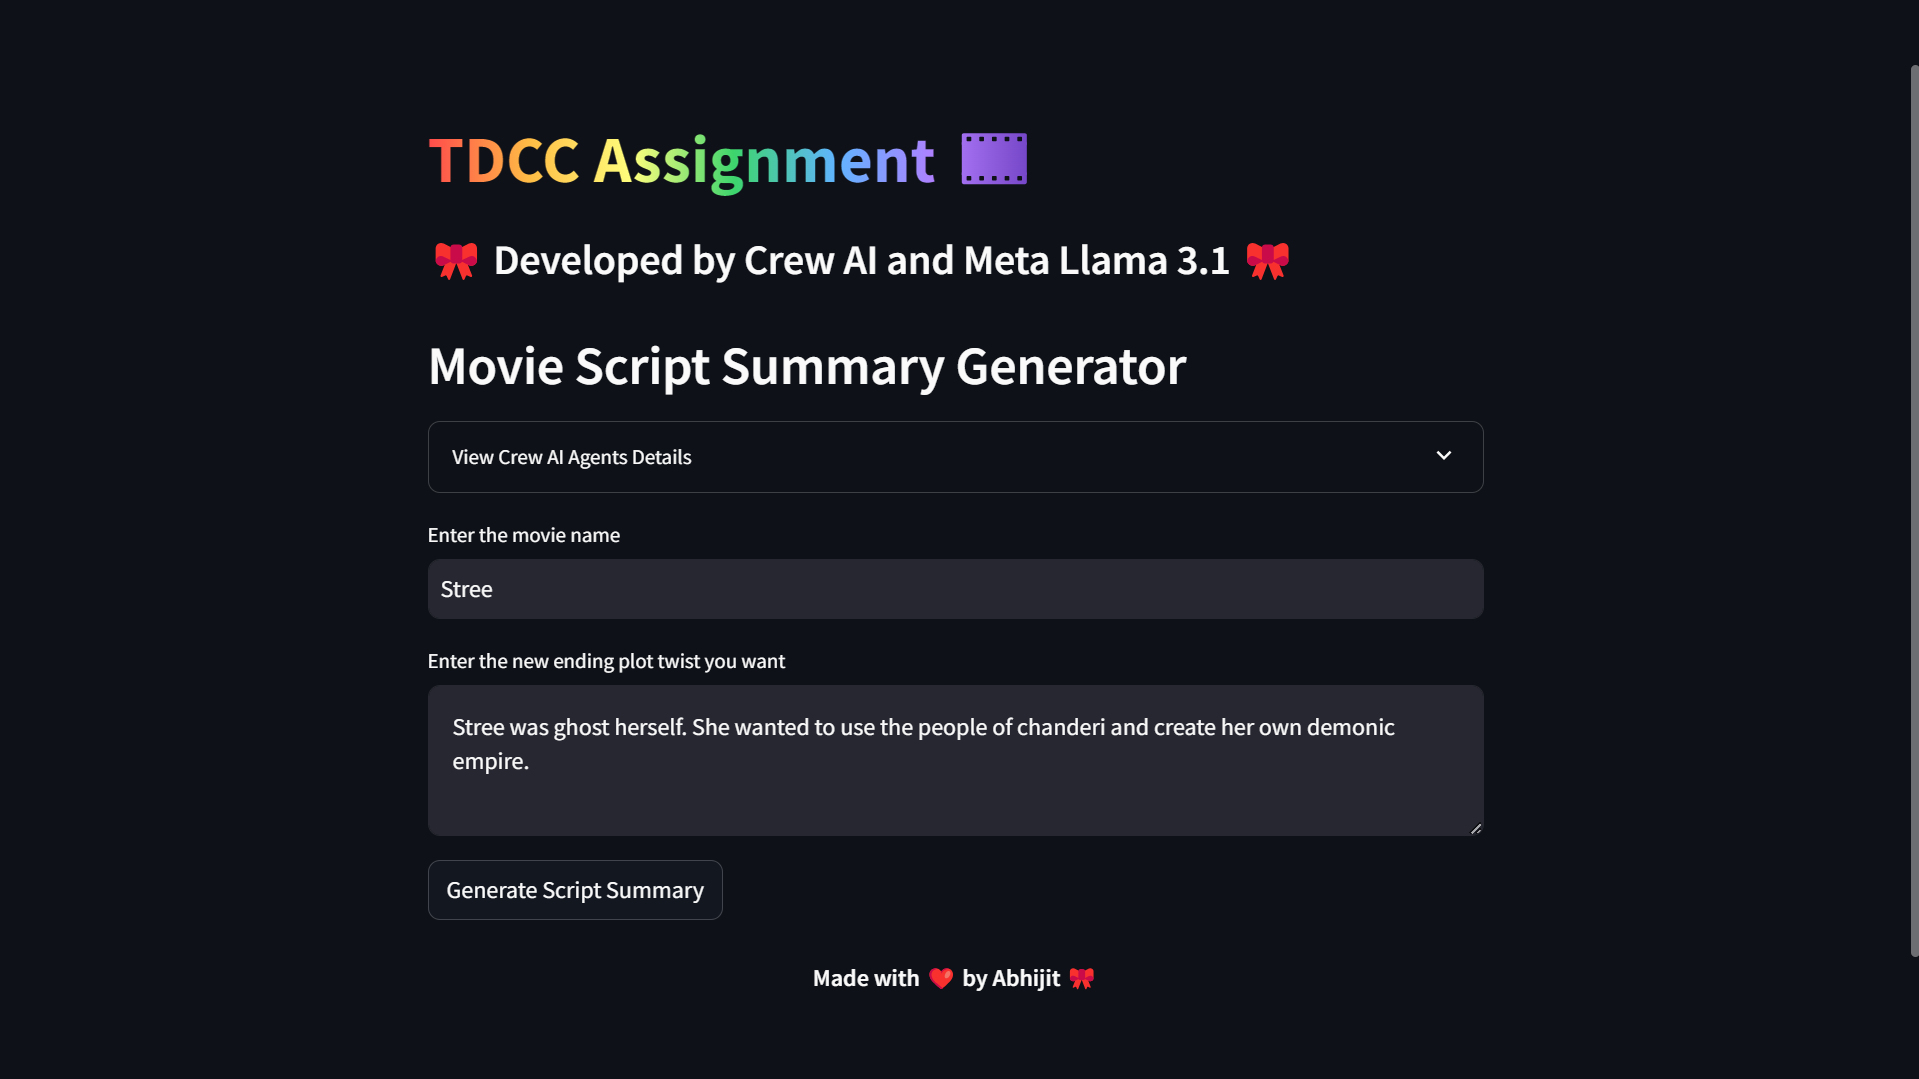 TDCC Assignment
Developed by Crew AI and Meta Llama 3.1
Movie Script Summary Generator
View Crew AI Agents Details
Enter the movie name
Stree
Enter the new ending plot twist you want
Stree was ghost herself. She wanted to use the people of chanderi and create her own demonic
empire.
Generate Script Summary
Made with ❤️ by Abhijit 🎀